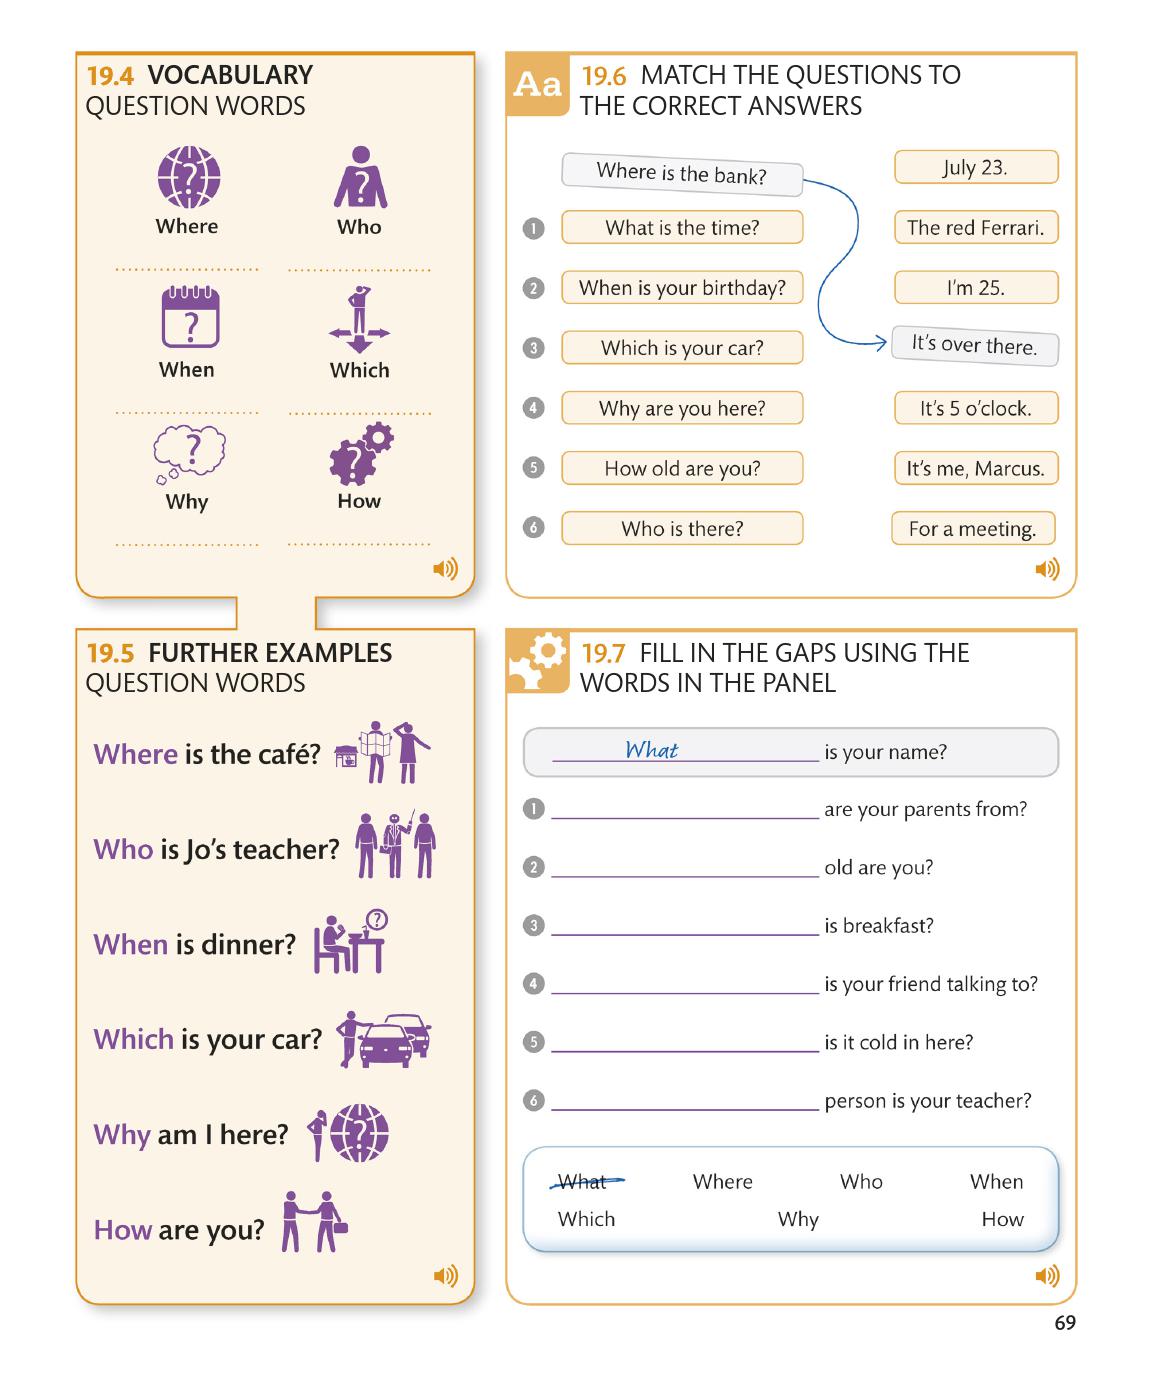 19.4 VOCABULARY
QUESTION WORDS
?
?
Where
Who
?
When
Which
?
?
Why
How
19.5 FURTHER EXAMPLES
QUESTION WORDS
Where is the café?
Who is Jo's teacher?
When is dinner?
?
Which is your car?
Why am I here?
?
How are you?
Aa
19.6 MATCH THE QUESTIONS TO
THE CORRECT ANSWERS
Where is the bank?
July 23.
1 What is the time?
The red Ferrari.
2 When is your birthday?
I'm 25.
3 Which is your car?
It's over there.
4 Why are you here?
It's 5 o'clock.
5 How old are you?
It's me, Marcus.
6 Who is there?
For a meeting.
19.7 FILL IN THE GAPS USING THE
WORDS IN THE PANEL
What is your name?
1 are your parents from?
2 old are you?
3 is breakfast?
4 is your friend talking to?
5 is it cold in here?
6 person is your teacher?
What Where Who When
Which Why How
69